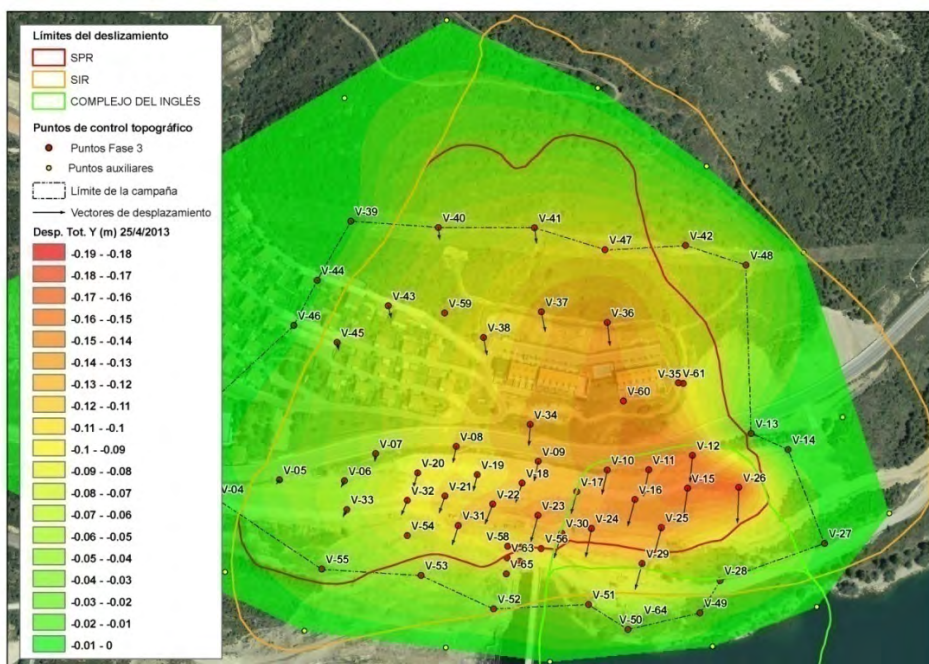 Límites del deslizamiento
SPR
SIR
COMPLEJO DEL INGLÉS
Puntos de control topográfico
Puntos Fase 3
Puntos auxiliares
Límite de la campaña
Vectores de desplazamiento
Desp. Tot. Y (m) 25/4/2013
-0.19 - -0.18
-0.18 - -0.17
-0.17 - -0.16
-0.16 - -0.15
-0.15 - -0.14
-0.14 - -0.13
-0.13 - -0.12
-0.12 - -0.11
-0.11 - -0.1
-0.1 - -0.09
-0.09 - -0.08
-0.08 - -0.07
-0.07 - -0.06
-0.06 - -0.05
-0.05 - -0.04
-0.04 - -0.03
-0.03 - -0.02
-0.02 - -0.01
-0.01 - 0
V-39
V-40
V-41
V-47
V-42
V-48
V-44
V-43
V-59
V-37
V-36
V-46
V-45
V-38
V-35
V-61
V-60
V-34
V-13
V-14
V-07
V-08
V-09
V-12
V-05
V-06
V-20
V-19
V-18
V-10
V-11
V-04
V-33
V-32
V-21
V-22
V-17
V-16
V-15
V-26
V-54
V-31
V-23
V-30
V-24
V-25
V-27
V-58
V-63
V-56
V-55
V-53
V-65
V-29
V-28
V-52
V-51
V-64
V-49
V-50